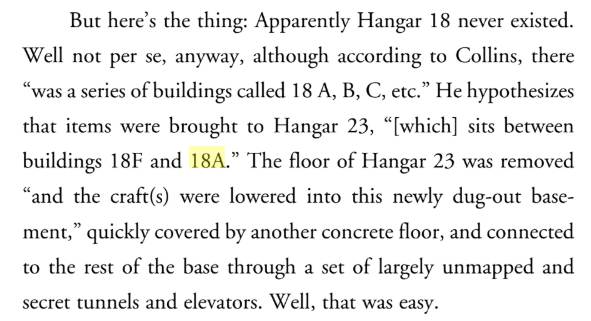 But here’s the thing: Apparently Hangar 18 never existed.
Well not per se, anyway, although according to Collins, there
“was a series of buildings called 18 A, B, C, etc.” He hypothesizes
that items were brought to Hangar 23, “[which] sits between
buildings 18F and 18A.” The floor of Hangar 23 was removed
“and the craft(s) were lowered into this newly dug-out base-
ment,” quickly covered by another concrete floor, and connected
to the rest of the base through a set of largely unmapped and
secret tunnels and elevators. Well, that was easy.